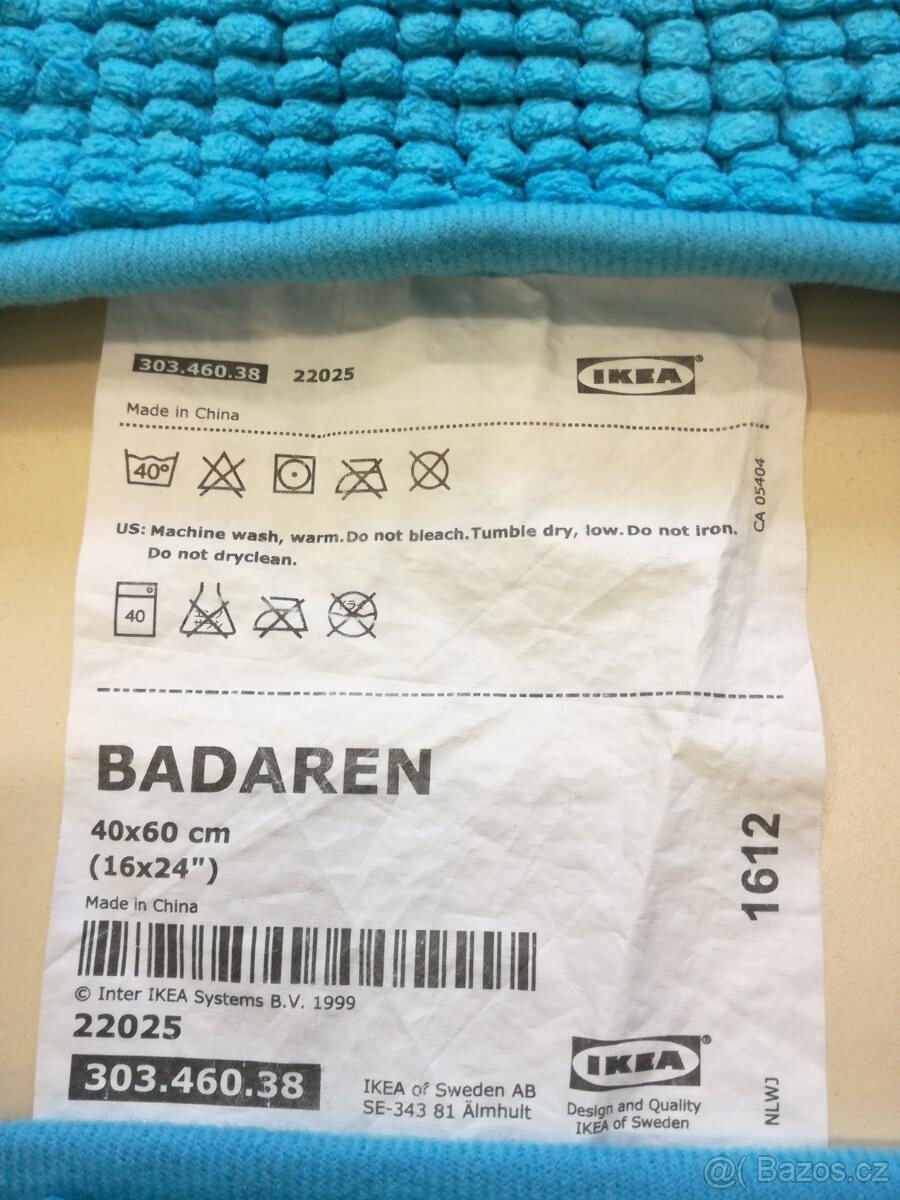 303.460.38 22025 IKEA®
Made in China
40°
US: Machine wash, warm. Do not bleach. Tumble dry, low. Do not iron.
Do not dryclean.
CA 05404
40
BADAREN
40x60 cm
(16x24")
Made in China
1612
© Inter IKEA Systems B.V. 1999
22025
303.460.38
IKEA of Sweden AB
SE-343 81 Älmhult
IKEA®
Design and Quality
IKEA of Sweden
NLWJ
@( Bazos.cz